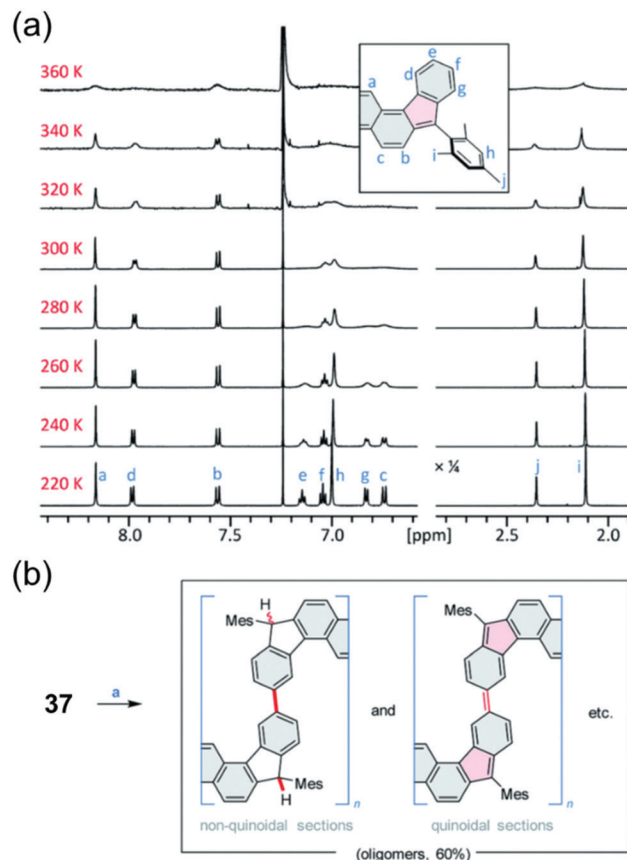 (a)
360 K
340 K
320 K
300 K
280 K
260 K
240 K
220 K
a
b
c
d
e
f
g
h
i
j
a
d
b
e
f
h
g
c
× ¼
j
i
8.0
7.5
7.0
[ppm]
2.5
2.0
(b)
37
a
H
Mes
Mes
H
n
non-quinoidal sections
and
Mes
Mes
n
quinoidal sections
etc.
(oligomers, 60%)